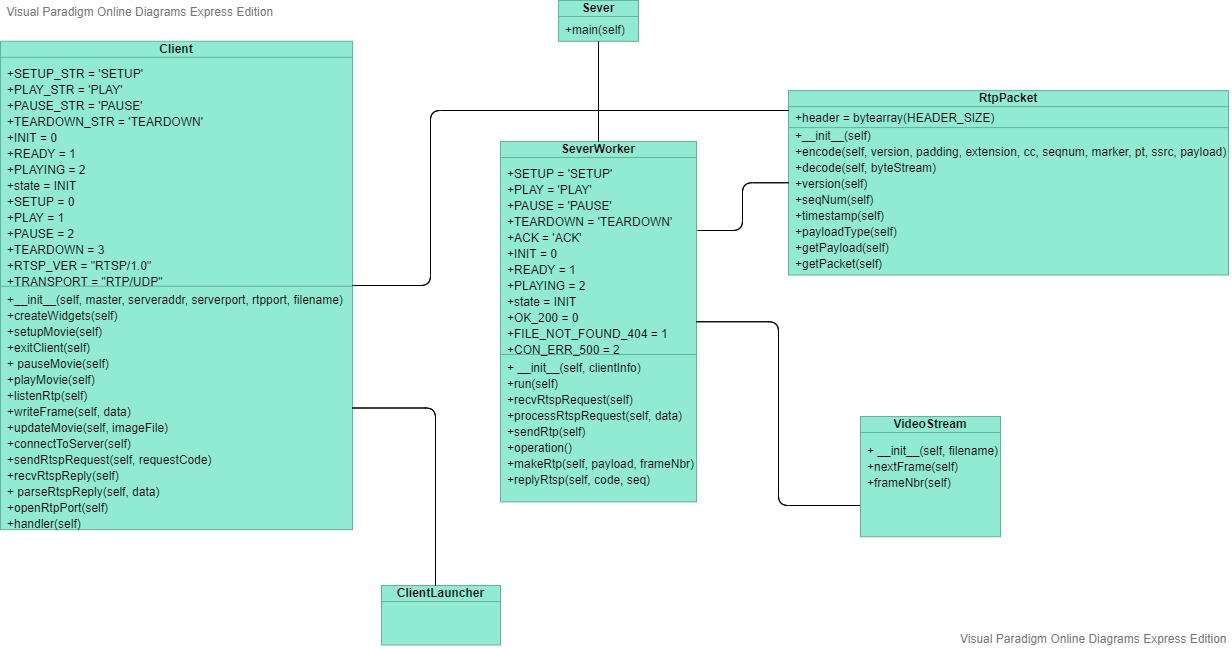 Visual Paradigm Online Diagrams Express Edition
Sever
+main(self)
Client
+SETUP_STR = 'SETUP'
+PLAY_STR = 'PLAY'
+PAUSE_STR = 'PAUSE'
+TEARDOWN_STR = 'TEARDOWN'
+INIT = 0
+READY = 1
+PLAYING = 2
+state = INIT
+SETUP = 0
+PLAY = 1
+PAUSE = 2
+TEARDOWN = 3
+RTSP_VER = "RTSP/1.0"
+TRANSPORT = "RTP/UDP"
+__init__(self, master, serveraddr, serverport, rtpport, filename)
+createWidgets(self)
+setupMovie(self)
+exitClient(self)
+ pauseMovie(self)
+playMovie(self)
+listenRtp(self)
+writeFrame(self, data)
+updateMovie(self, imageFile)
+connectToServer(self)
+sendRtspRequest(self, requestCode)
+recvRtspReply(self)
+ parseRtspReply(self, data)
+openRtpPort(self)
+handler(self)
SeverWorker
+SETUP = 'SETUP'
+PLAY = 'PLAY'
+PAUSE = 'PAUSE'
+TEARDOWN = 'TEARDOWN'
+ACK = 'ACK'
+INIT = 0
+READY = 1
+PLAYING = 2
+state = INIT
+OK_200 = 0
+FILE_NOT_FOUND_404 = 1
+CON_ERR_500 = 2
+ __init__(self, clientInfo)
+run(self)
+recvRtspRequest(self)
+processRtspRequest(self, data)
+sendRtp(self)
+operation()
+makeRtp(self, payload, frameNbr)
+replyRtsp(self, code, seq)
RtpPacket
+header = bytearray(HEADER_SIZE)
+__init__(self)
+encode(self, version, padding, extension, cc, seqnum, marker, pt, ssrc, payload)
+decode(self, byteStream)
+version(self)
+seqNum(self)
+timestamp(self)
+payloadType(self)
+getPayload(self)
+getPacket(self)
VideoStream
+ __init__(self, filename)
+nextFrame(self)
+frameNbr(self)
ClientLauncher
Visual Paradigm Online Diagrams Express Edition